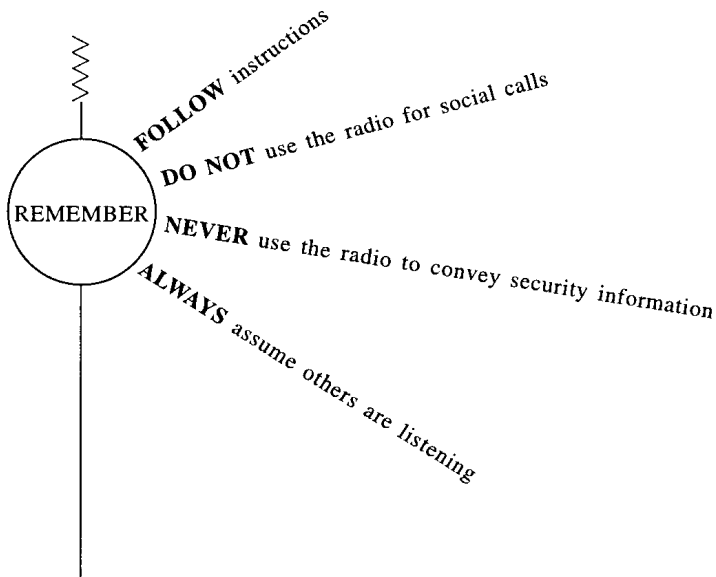 REMEMBER
FOLLOW instructions
DO NOT use the radio for social calls
NEVER use the radio to convey security information
ALWAYS assume others are listening